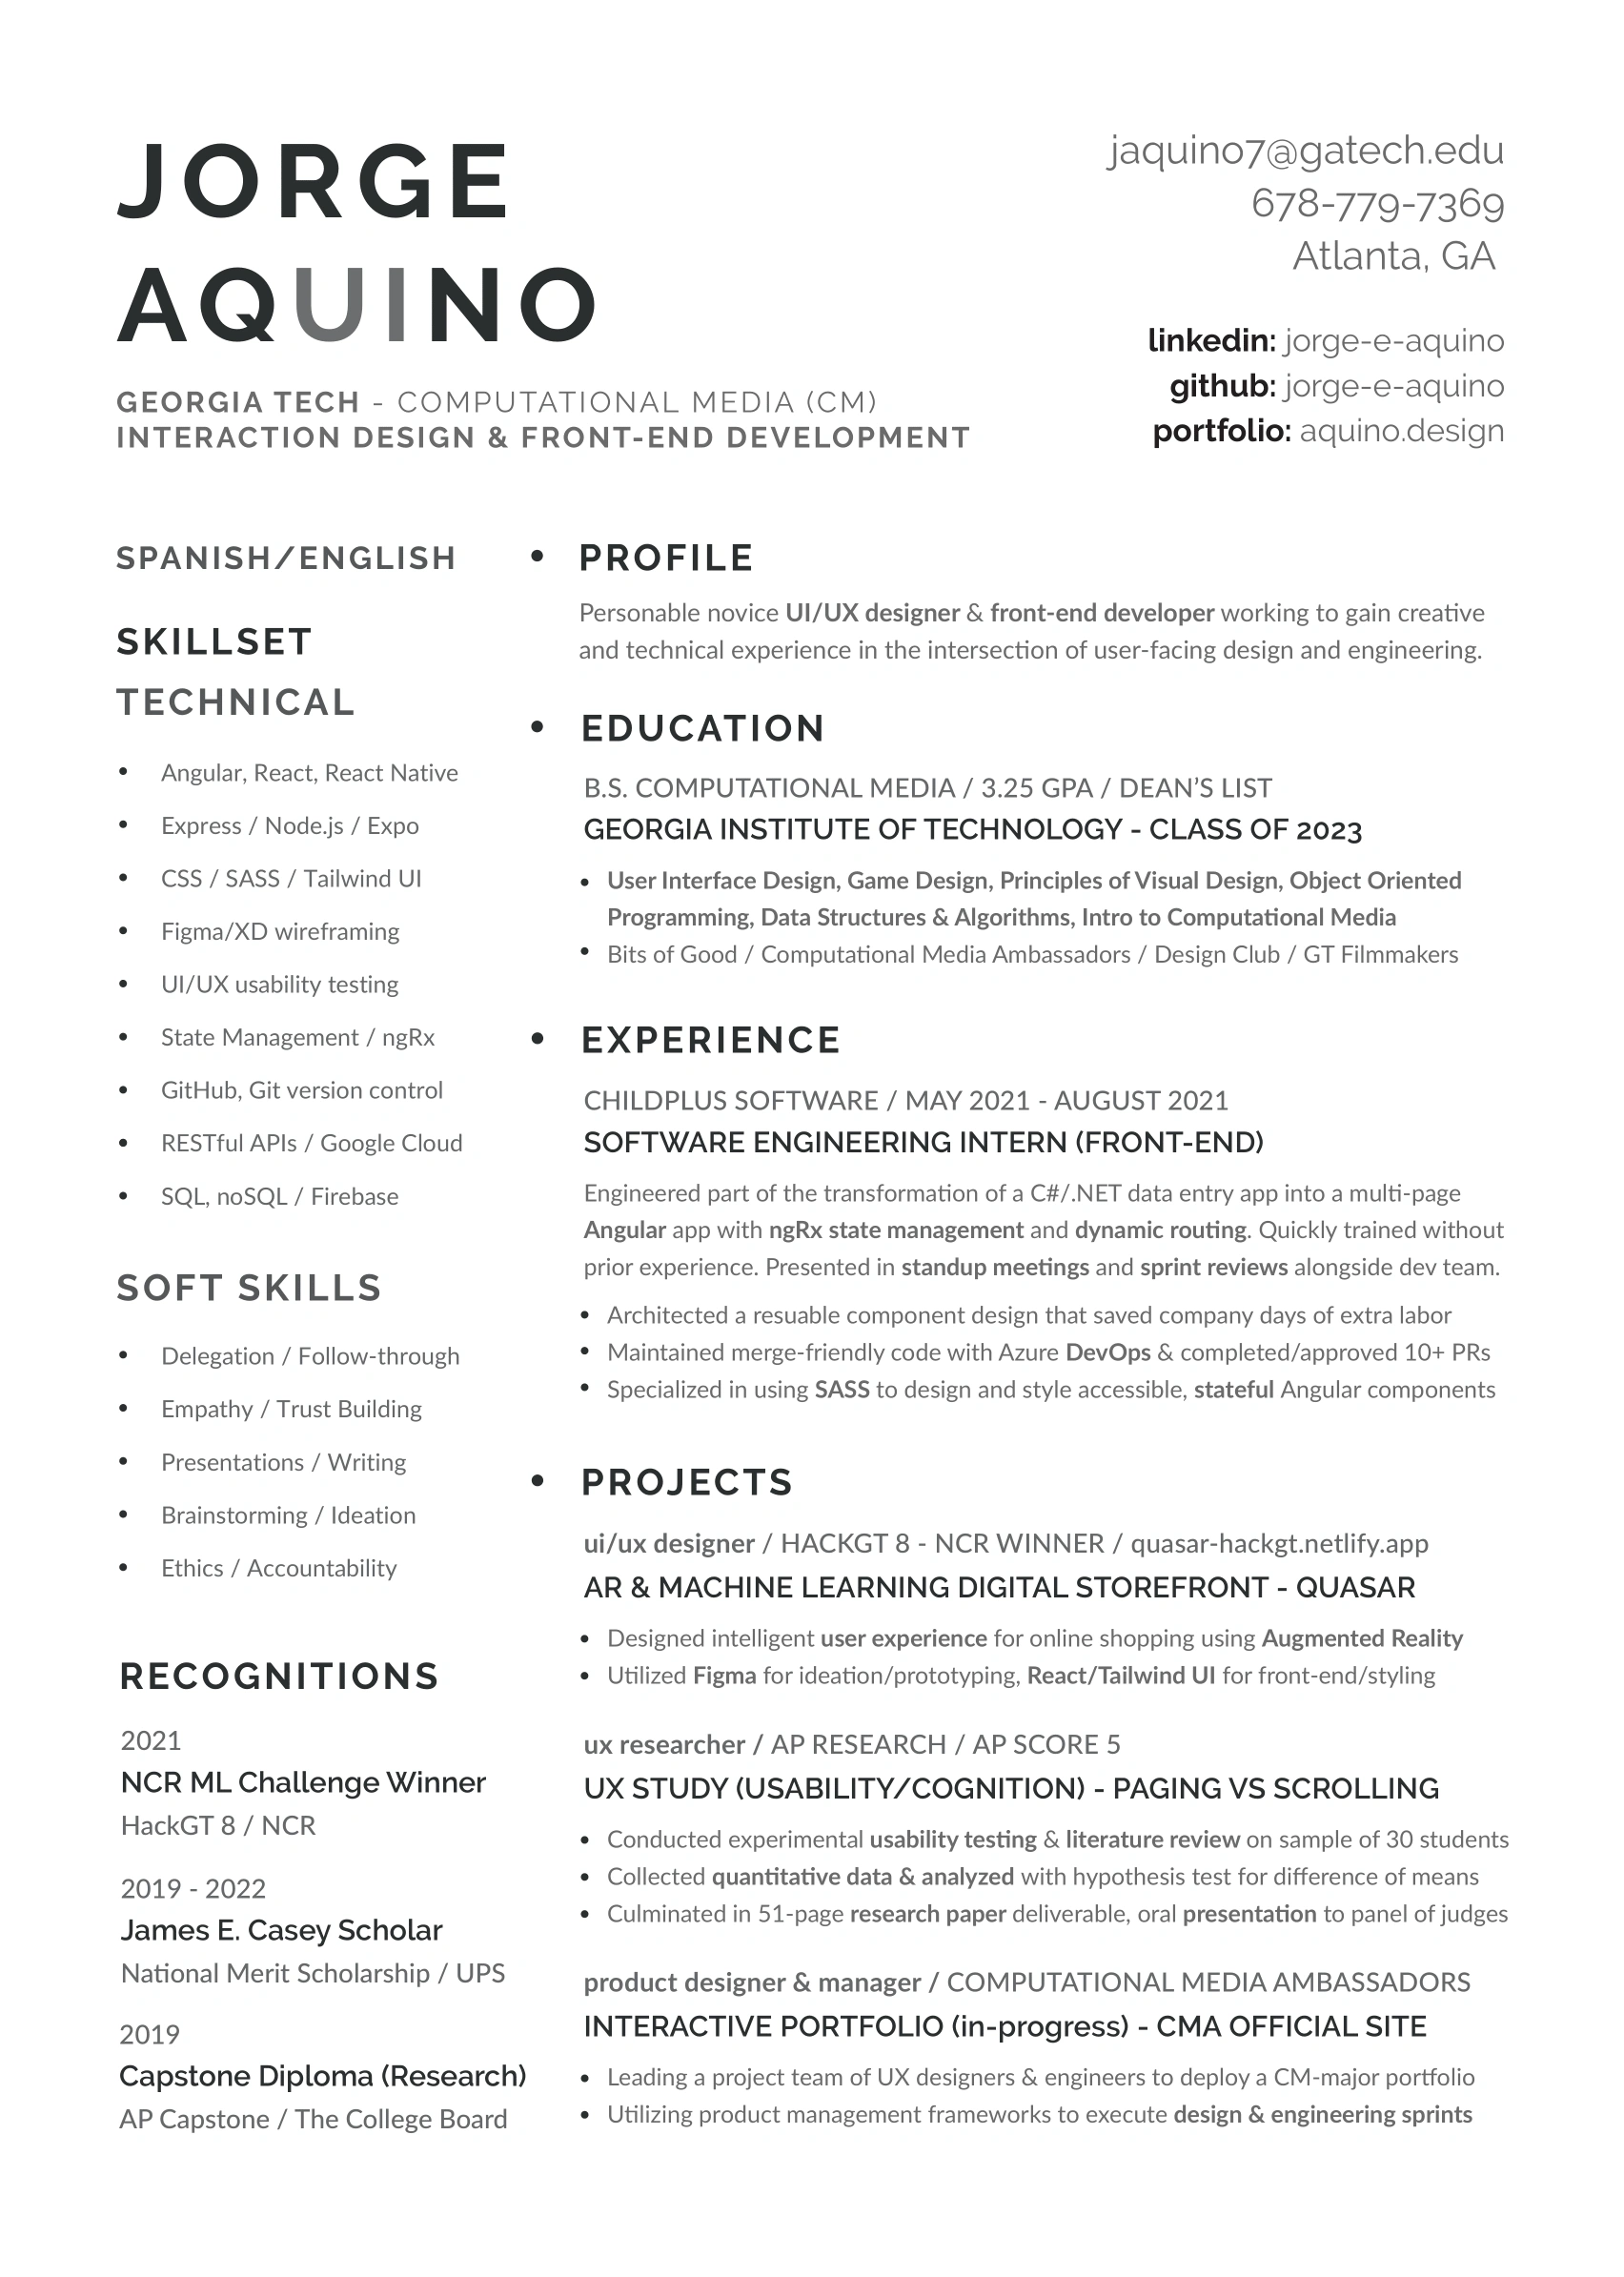 JORGE
AQUINO
GEORGIA TECH - COMPUTATIONAL MEDIA (CM)
INTERACTION DESIGN & FRONT-END DEVELOPMENT
jaquino7@gatech.edu
678-779-7369
Atlanta, GA
linkedin: jorge-e-aquino
github: jorge-e-aquino
portfolio: aquino.design
SPANISH/ENGLISH
SKILLSET
TECHNICAL
• Angular, React, React Native
• Express / Node.js / Expo
• CSS / SASS / Tailwind UI
• Figma/XD wireframing
• UI/UX usability testing
• State Management / ngRx
• GitHub, Git version control
• RESTful APIs / Google Cloud
• SQL, noSQL / Firebase
SOFT SKILLS
• Delegation / Follow-through
• Empathy / Trust Building
• Presentations / Writing
• Brainstorming / Ideation
• Ethics / Accountability
RECOGNITIONS
2021
NCR ML Challenge Winner
HackGT 8 / NCR
2019 - 2022
James E. Casey Scholar
National Merit Scholarship / UPS
2019
Capstone Diploma (Research)
AP Capstone / The College Board
• PROFILE
Personable novice UI/UX designer & front-end developer working to gain creative
and technical experience in the intersection of user-facing design and engineering.
• EDUCATION
B.S. COMPUTATIONAL MEDIA / 3.25 GPA / DEAN'S LIST
GEORGIA INSTITUTE OF TECHNOLOGY - CLASS OF 2023
• User Interface Design, Game Design, Principles of Visual Design, Object Oriented
Programming, Data Structures & Algorithms, Intro to Computational Media
• Bits of Good / Computational Media Ambassadors / Design Club / GT Filmmakers
• EXPERIENCE
CHILDPLUS SOFTWARE / MAY 2021 - AUGUST 2021
SOFTWARE ENGINEERING INTERN (FRONT-END)
Engineered part of the transformation of a C#/.NET data entry app into a multi-page
Angular app with ngRx state management and dynamic routing. Quickly trained without
prior experience. Presented in standup meetings and sprint reviews alongside dev team.
• Architected a resuable component design that saved company days of extra labor
• Maintained merge-friendly code with Azure DevOps & completed/approved 10+ PRs
• Specialized in using SASS to design and style accessible, stateful Angular components
• PROJECTS
ui/ux designer / HACKGT 8 - NCR WINNER / quasar-hackgt.netlify.app
AR & MACHINE LEARNING DIGITAL STOREFRONT - QUASAR
• Designed intelligent user experience for online shopping using Augmented Reality
• Utilized Figma for ideation/prototyping, React/Tailwind UI for front-end/styling
ux researcher / AP RESEARCH / AP SCORE 5
UX STUDY (USABILITY/COGNITION) - PAGING VS SCROLLING
• Conducted experimental usability testing & literature review on sample of 30 students
• Collected quantitative data & analyzed with hypothesis test for difference of means
• Culminated in 51-page research paper deliverable, oral presentation to panel of judges
product designer & manager / COMPUTATIONAL MEDIA AMBASSADORS
INTERACTIVE PORTFOLIO (in-progress) - CMA OFFICIAL SITE
• Leading a project team of UX designers & engineers to deploy a CM-major portfolio
• Utilizing product management frameworks to execute design & engineering sprints